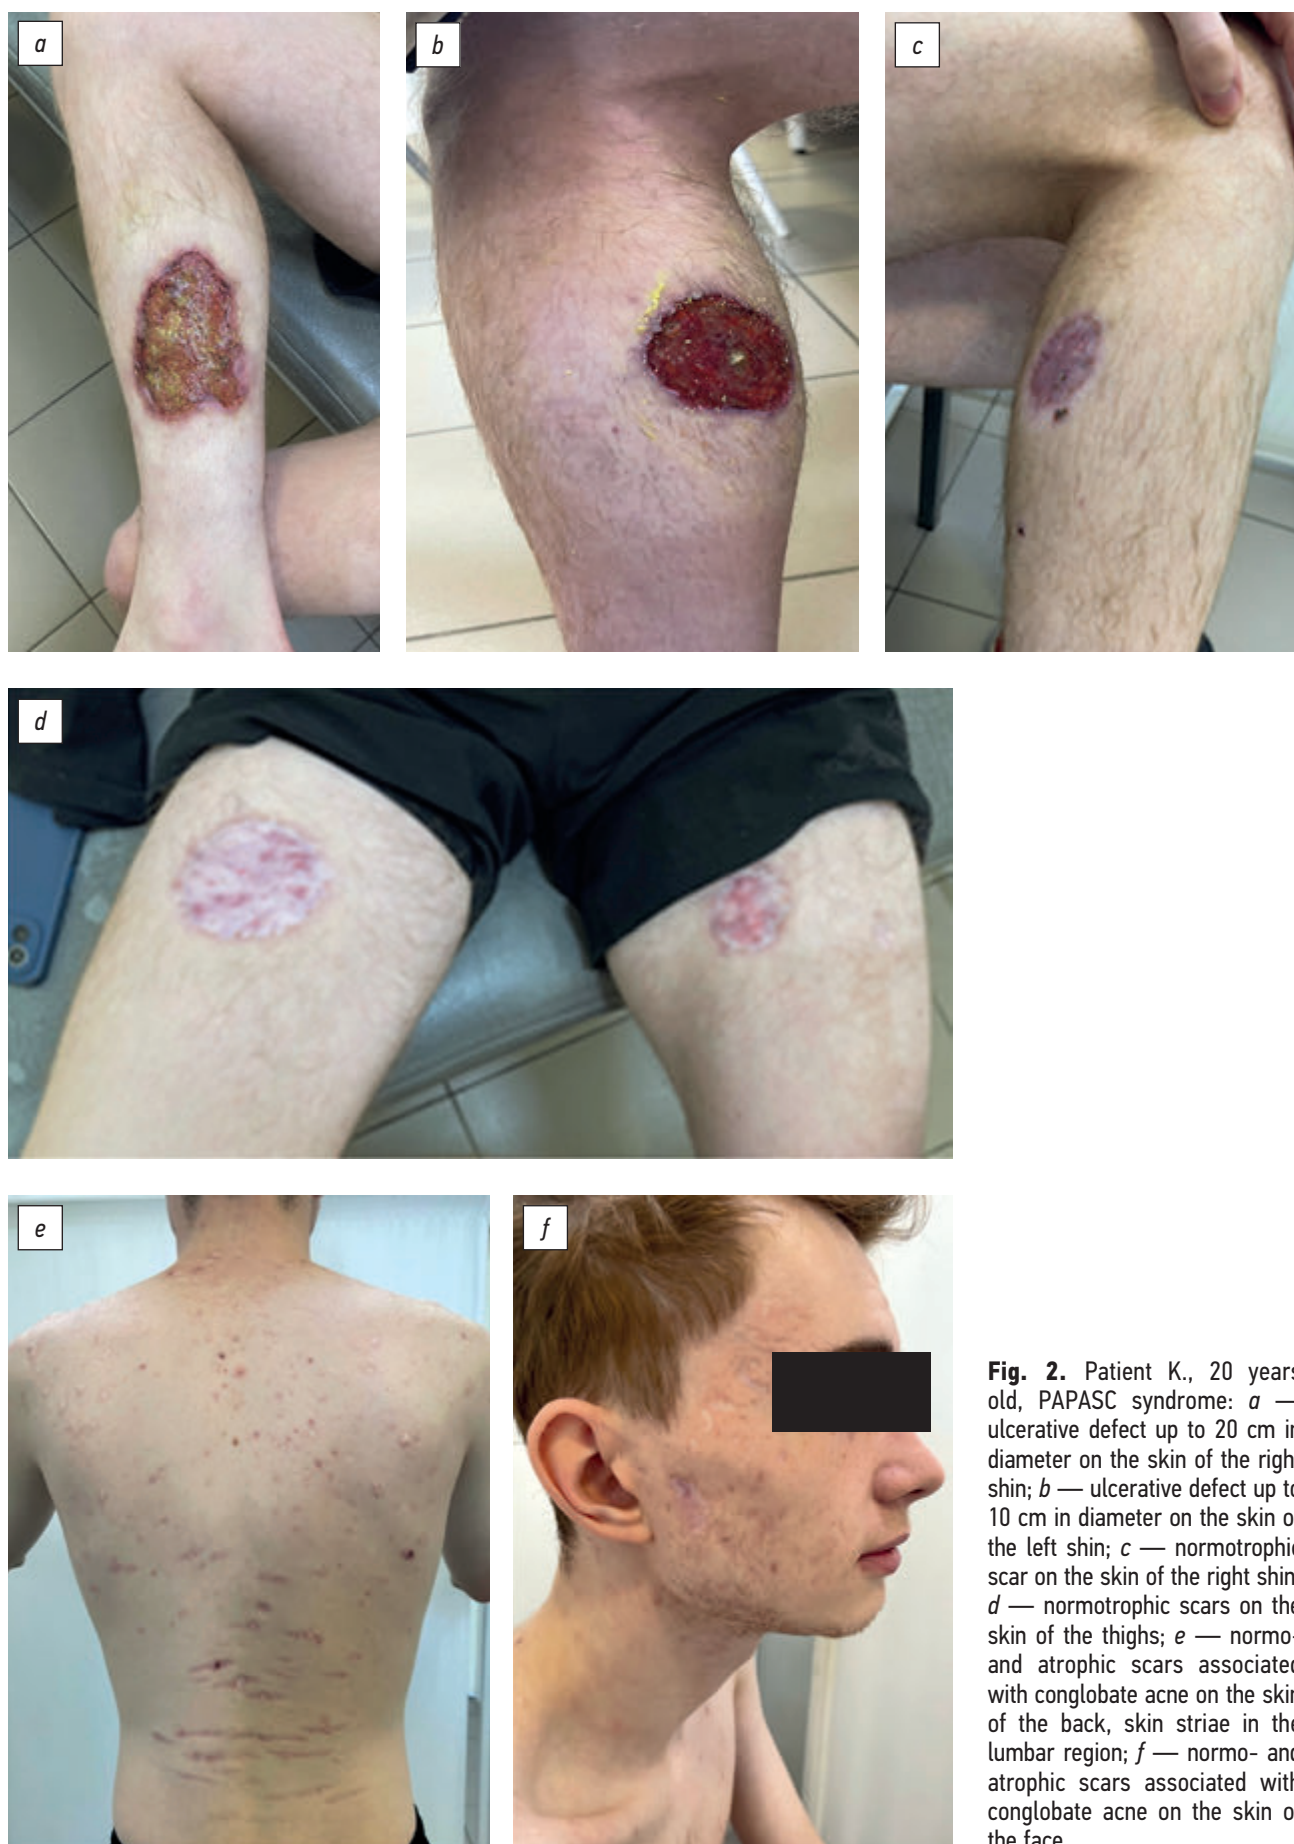 a
b
c
d
e
f
Fig. 2. Patient K., 20 years
old, PAPASC syndrome: a —
ulcerative defect up to 20 cm in
diameter on the skin of the right
shin; b — ulcerative defect up to
10 cm in diameter on the skin of
the left shin; c — normotrophic
scar on the skin of the right shin
d — normotrophic scars on the
skin of the thighs; e — normo-
and atrophic scars associated
with conglobate acne on the skin
of the back, skin striae in the
lumbar region; f — normo- and
atrophic scars associated with
conglobate acne on the skin of
the face